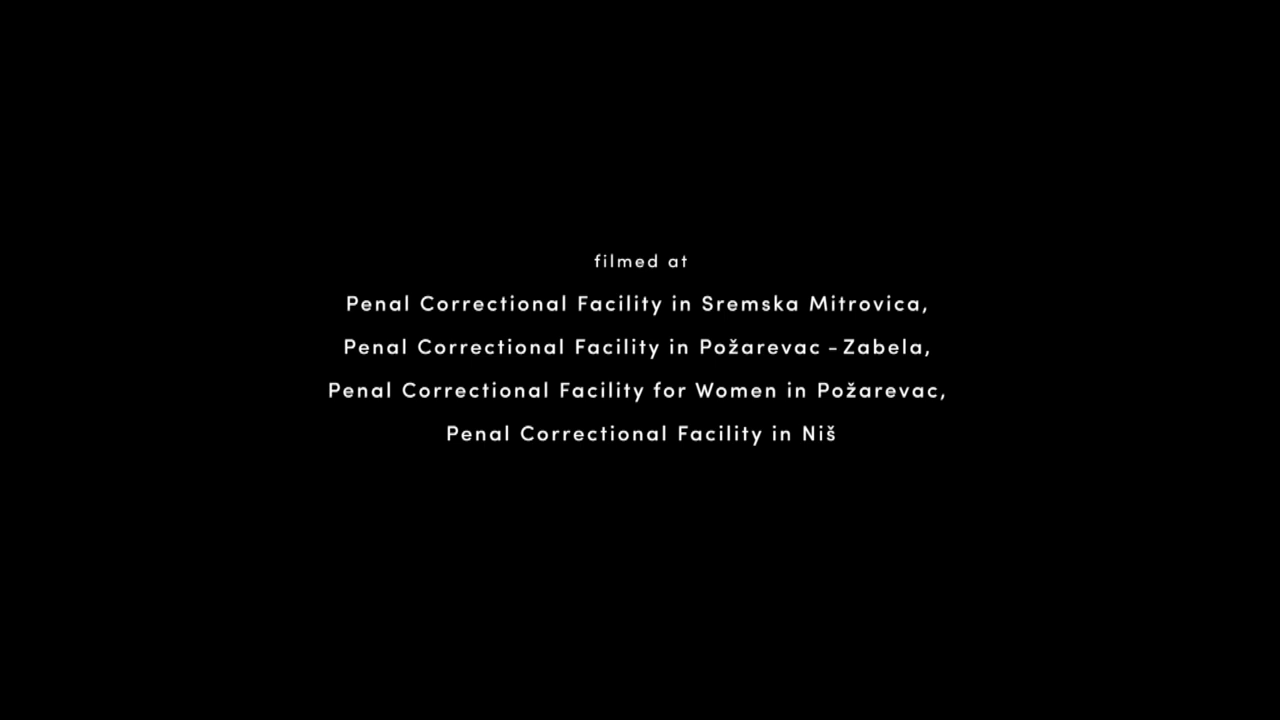 filmed at
Penal Correctional Facility in Sremska Mitrovica,
Penal Correctional Facility in Požarevac - Zabela,
Penal Correctional Facility for Women in Požarevac,
Penal Correctional Facility in Niš